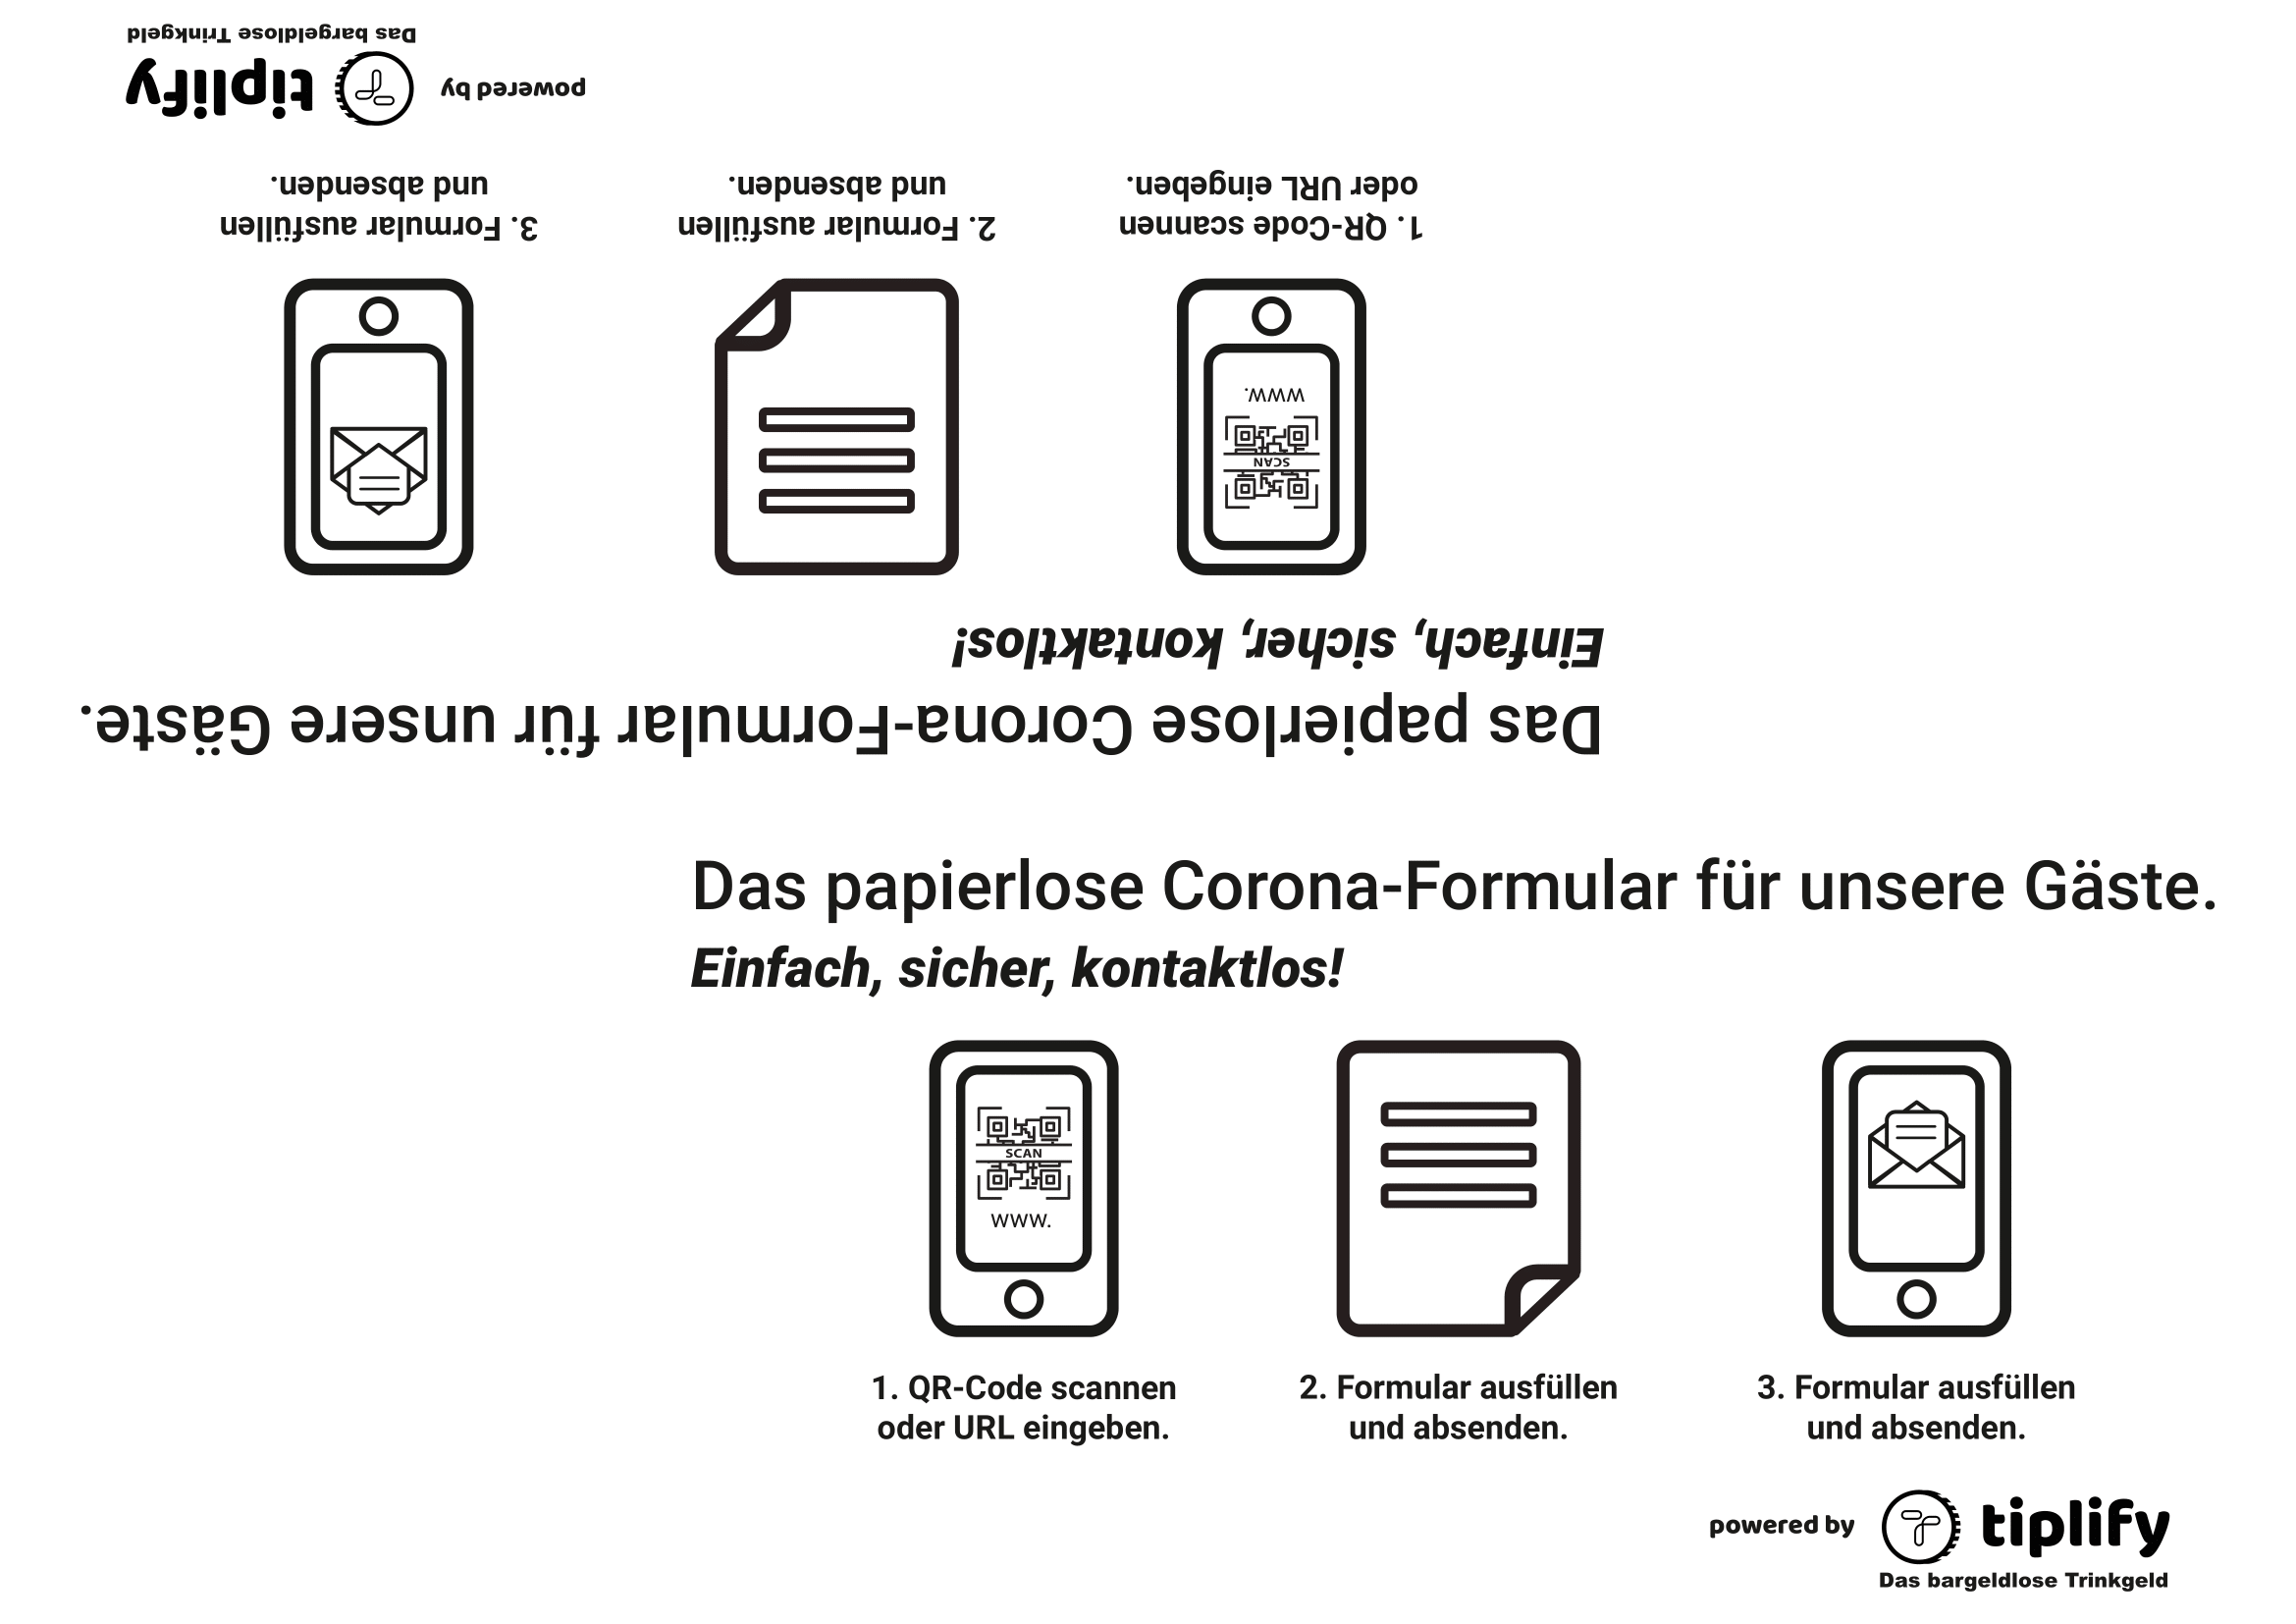 Das bargeldlose Trinkgeld
powered by tiplify
3. Formular ausfüllen
und absenden.
2. Formular ausfüllen
und absenden.
1. QR-Code scannen
oder URL eingeben.
www.
SCAN
Einfach, sicher, kontaktlos!
Das papierlose Corona-Formular für unsere Gäste.
Das papierlose Corona-Formular für unsere Gäste.
Einfach, sicher, kontaktlos!
SCAN
www.
1. QR-Code scannen
oder URL eingeben.
2. Formular ausfüllen
und absenden.
3. Formular ausfüllen
und absenden.
powered by tiplify
Das bargeldlose Trinkgeld